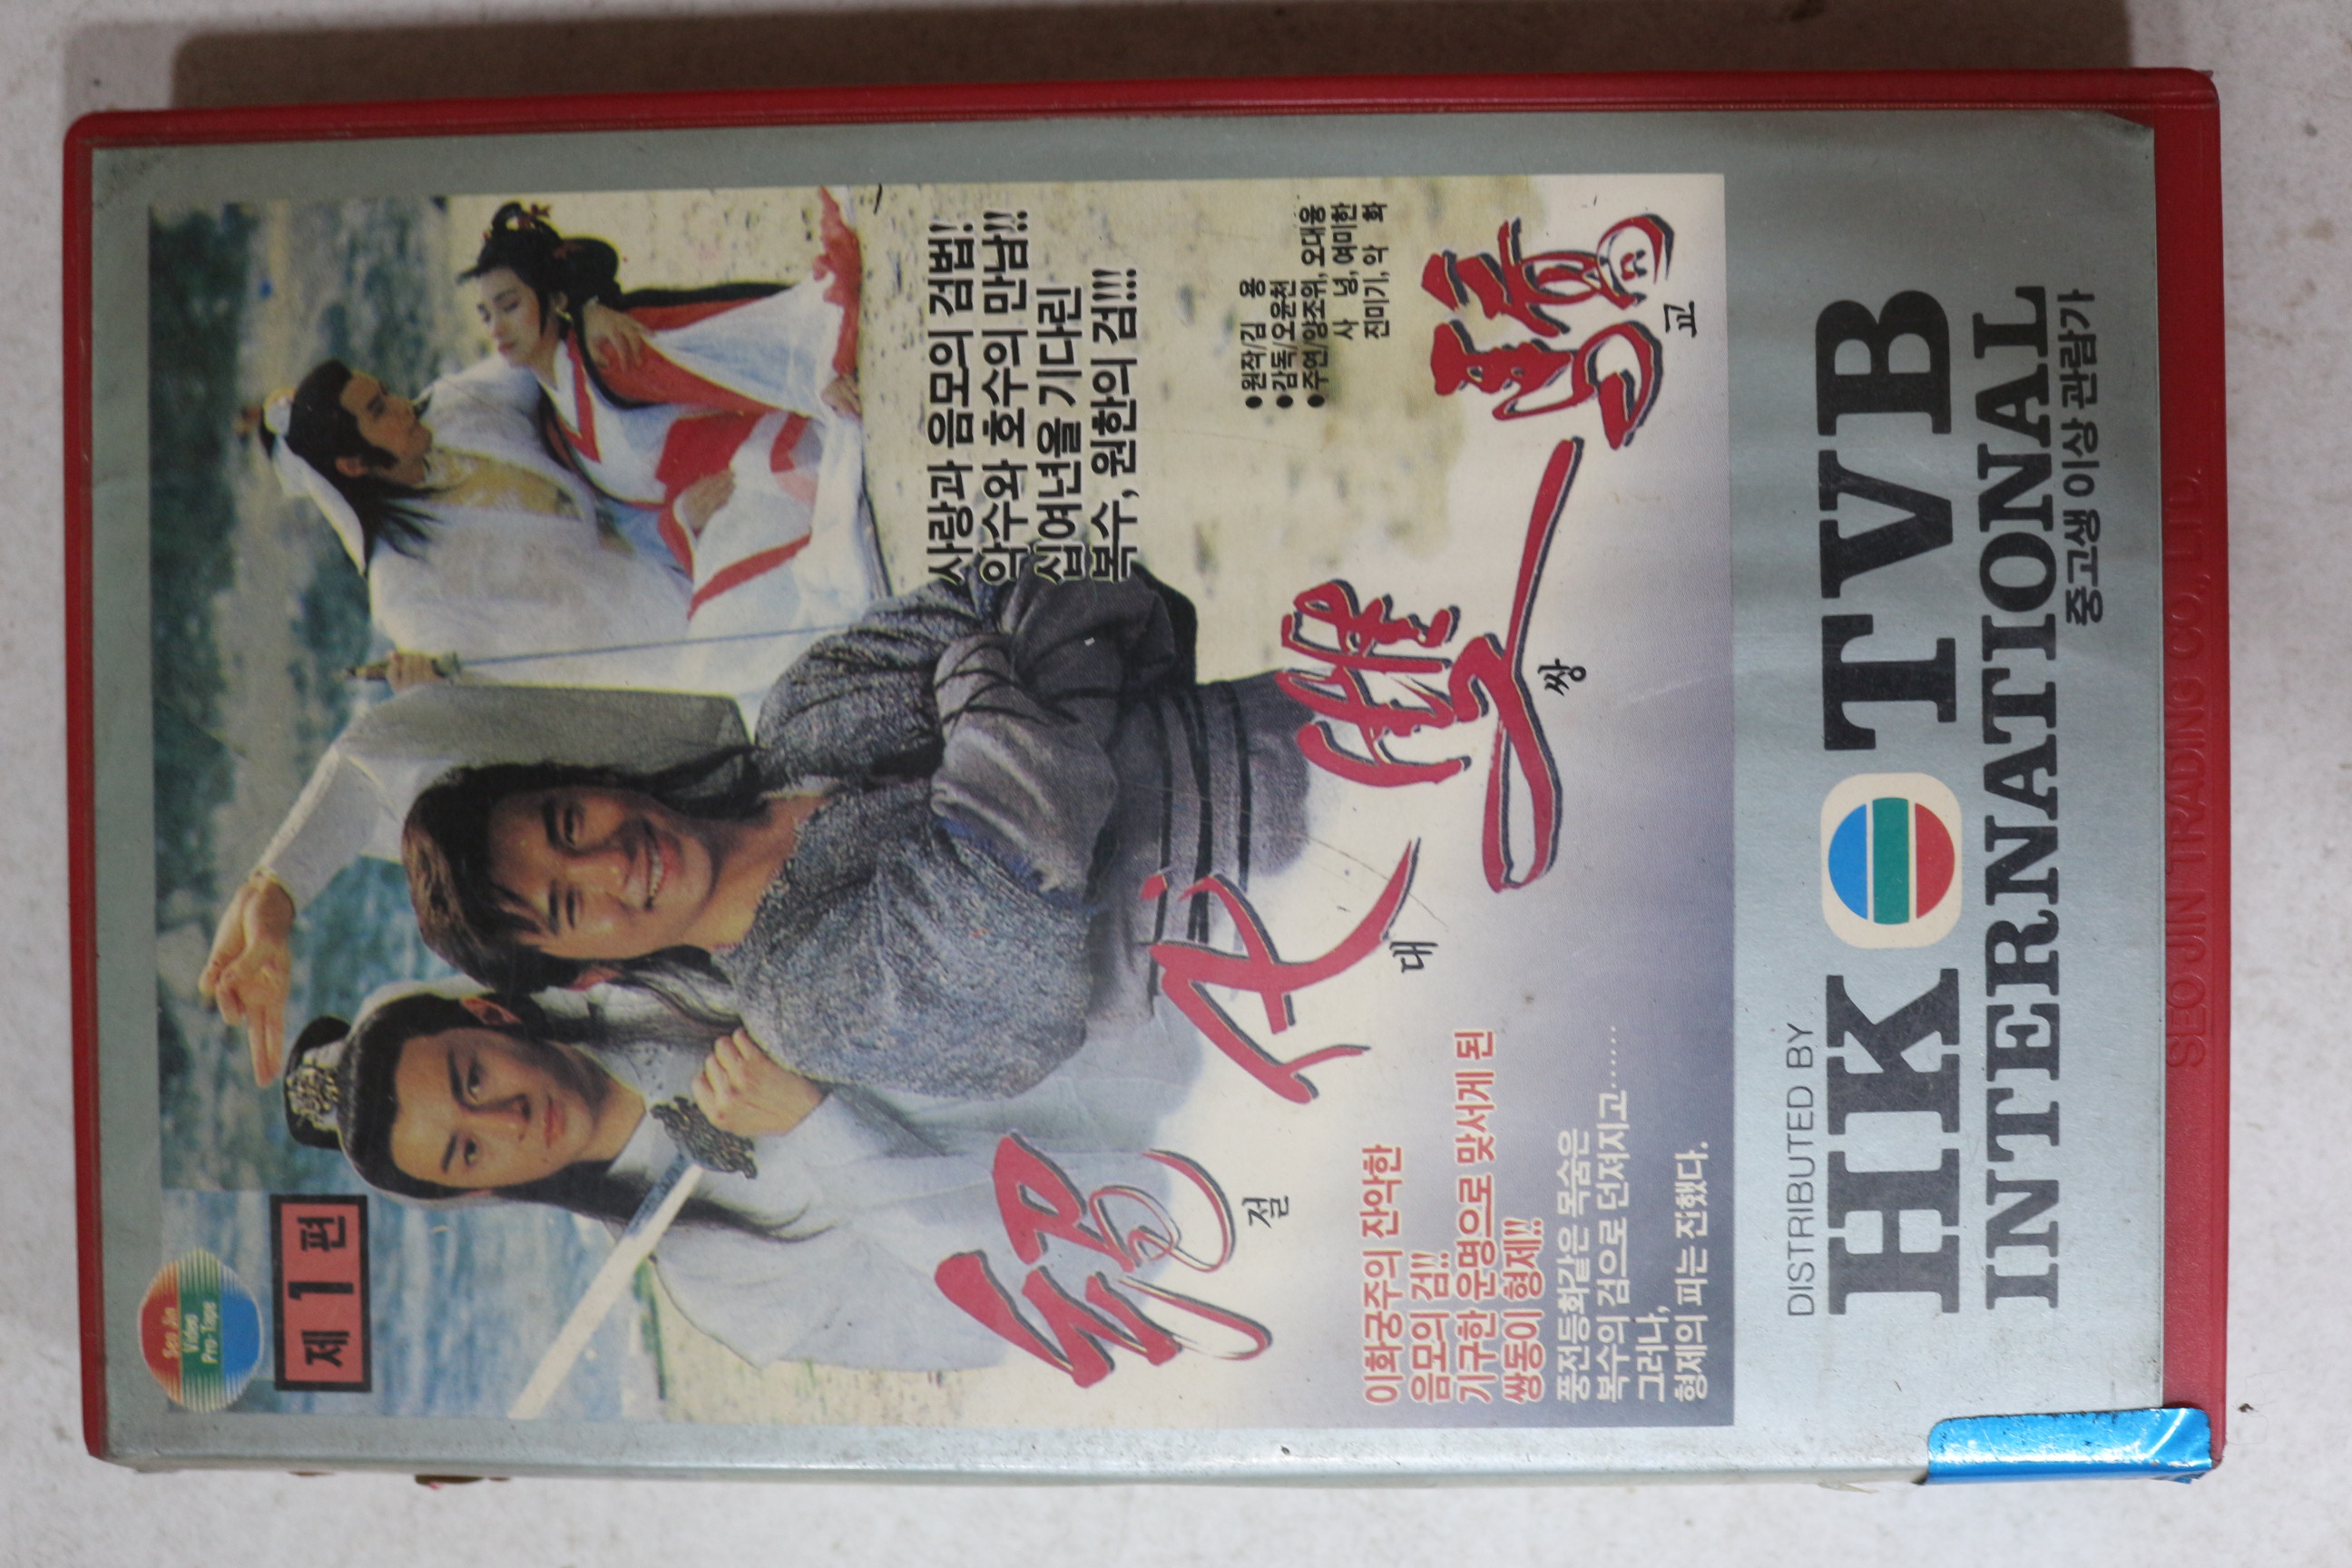 Seo Jin
Video
Pro-Tape
제 1 편
사랑과 음모의 검법!
악수와 호수의 만남!!
십여년을 기다린
복수, 원한의 검!!!
●원작/김 용
●감독/오윤천
●주연/양조위, 오대용
사 녕, 여미한
진미기, 악 화
絕代雙驕
절 대 쌍 교
이화궁주의 잔악한
음모의 검!!
기구한 운명으로 맞서게 된
쌍동이 형제!!
풍전등화같은 목숨은
복수의 검으로 던져지고……
그러나,
형제의 피는 진했다.
DISTRIBUTED BY
HK TVB
INTERNATIONAL
중고생 이상 관람가
SEO JIN TRADING CO., LTD.